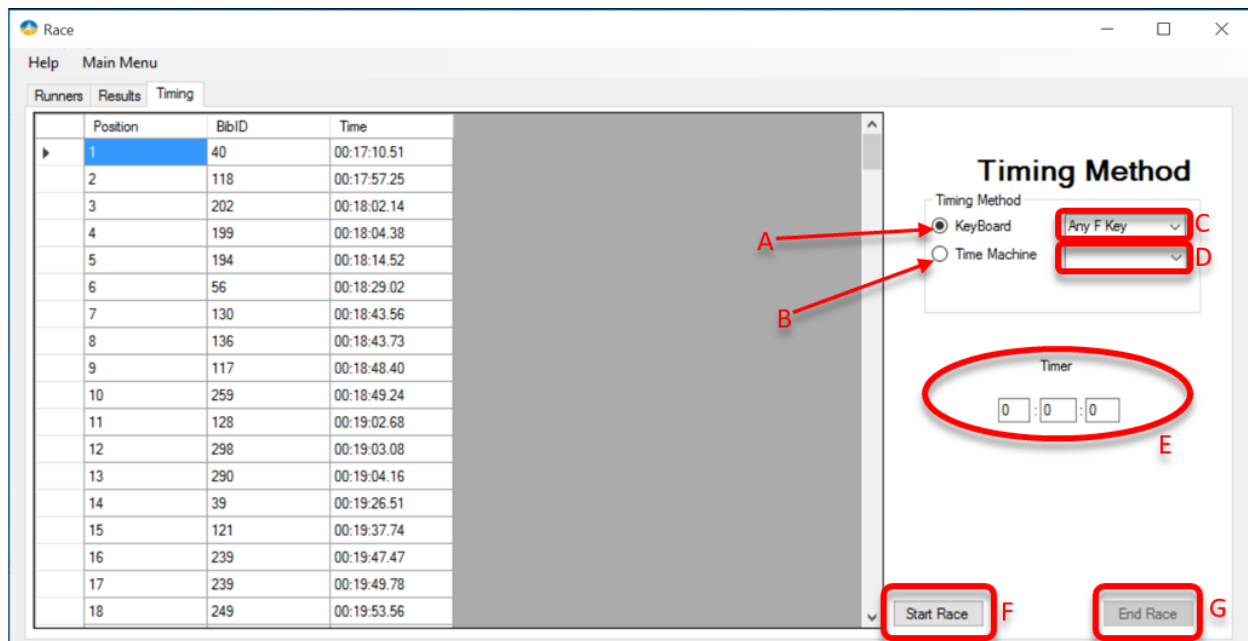 Race
Help Main Menu
Runners Results Timing
Position BibID Time
1 40 00:17:10.51
2 118 00:17:57.25
3 202 00:18:02.14
4 199 00:18:04.38
5 194 00:18:14.52
6 56 00:18:29.02
7 130 00:18:43.56
8 136 00:18:43.73
9 117 00:18:48.40
10 259 00:18:49.24
11 128 00:19:02.68
12 298 00:19:03.08
13 290 00:19:04.16
14 39 00:19:26.51
15 121 00:19:37.74
16 239 00:19:47.47
17 239 00:19:49.78
18 249 00:19:53.56
Timing Method
Timing Method
A KeyBoard Any F Key C
B Time Machine D
Timer
0 : 0 : 0
E
Start Race F End Race G